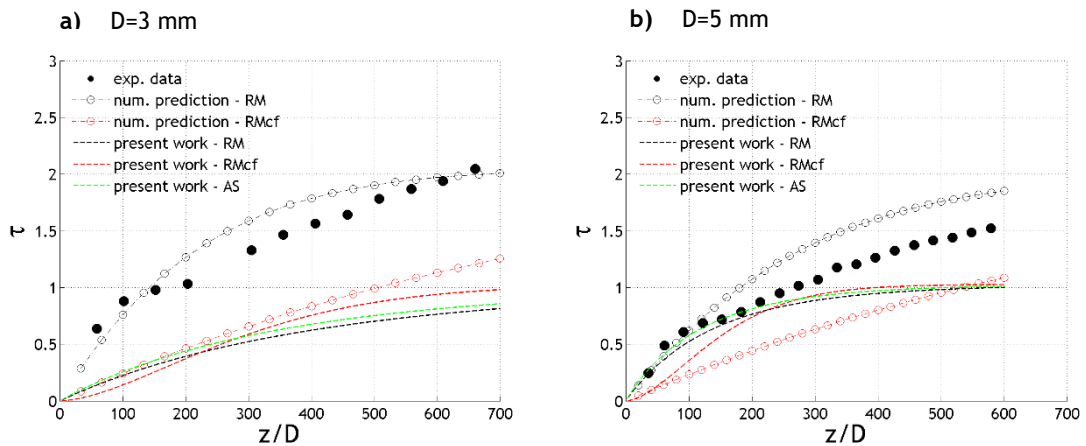 a) D=3 mm
3
2.5
2
1.5
1
0.5
0
τ
exp. data
num. prediction - RM
num. prediction - RMcf
present work - RM
present work - RMcf
present work - AS
0 100 200 300 400 500 600 700
z/D
b) D=5 mm
3
2.5
2
1.5
1
0.5
0
τ
exp. data
num. prediction - RM
num. prediction - RMcf
present work - RM
present work - RMcf
present work - AS
0 100 200 300 400 500 600 700
z/D